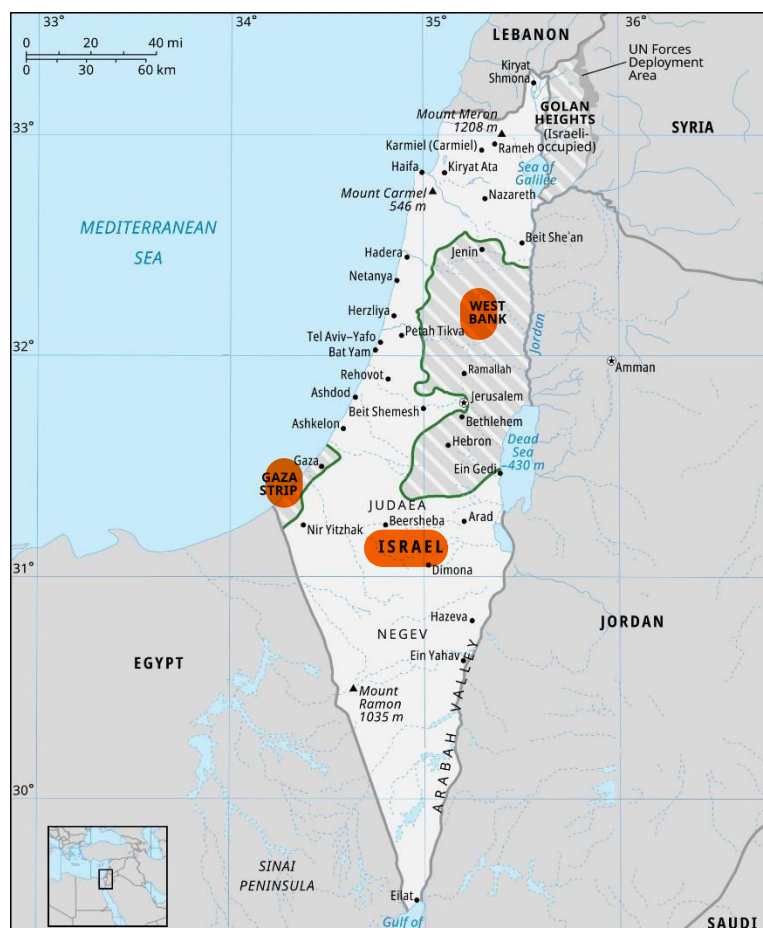 33°
34°
35°
36°
0 20 40 mi
0 30 60 km
LEBANON
UN Forces
Deployment
Area
Kiryat
Shmona
Mount Meron
1208 m
GOLAN
HEIGHTS
(Israeli-
occupied)
SYRIA
33°
Karmiel (Carmiel)
Rameh
Haifa
Kiryat Ata
Sea of
Galilee
Mount Carmel
546 m
Nazareth
MEDITERRANEAN
SEA
Beit She'an
Jenin
Hadera
Netanya
WEST
BANK
Herzliya
Petah Tikva
Tel Aviv–Yafo
Bat Yam
Jordan
32°
Amman
Rehovot
Ramallah
Ashdod
Jerusalem
Beit Shemesh
Bethlehem
Ashkelon
Hebron
Dead
Sea
–430 m
Gaza
Ein Gedi
GAZA
STRIP
JUDAEA
Nir Yitzhak
Beersheba
Arad
ISRAEL
31°
Dimona
Hazeva
NEGEV
JORDAN
EGYPT
Ein Yahav
Mount
Ramon
1035 m
ARABAH VALLEY
30°
SINAI
PENINSULA
Eilat
Gulf of
SAUDI